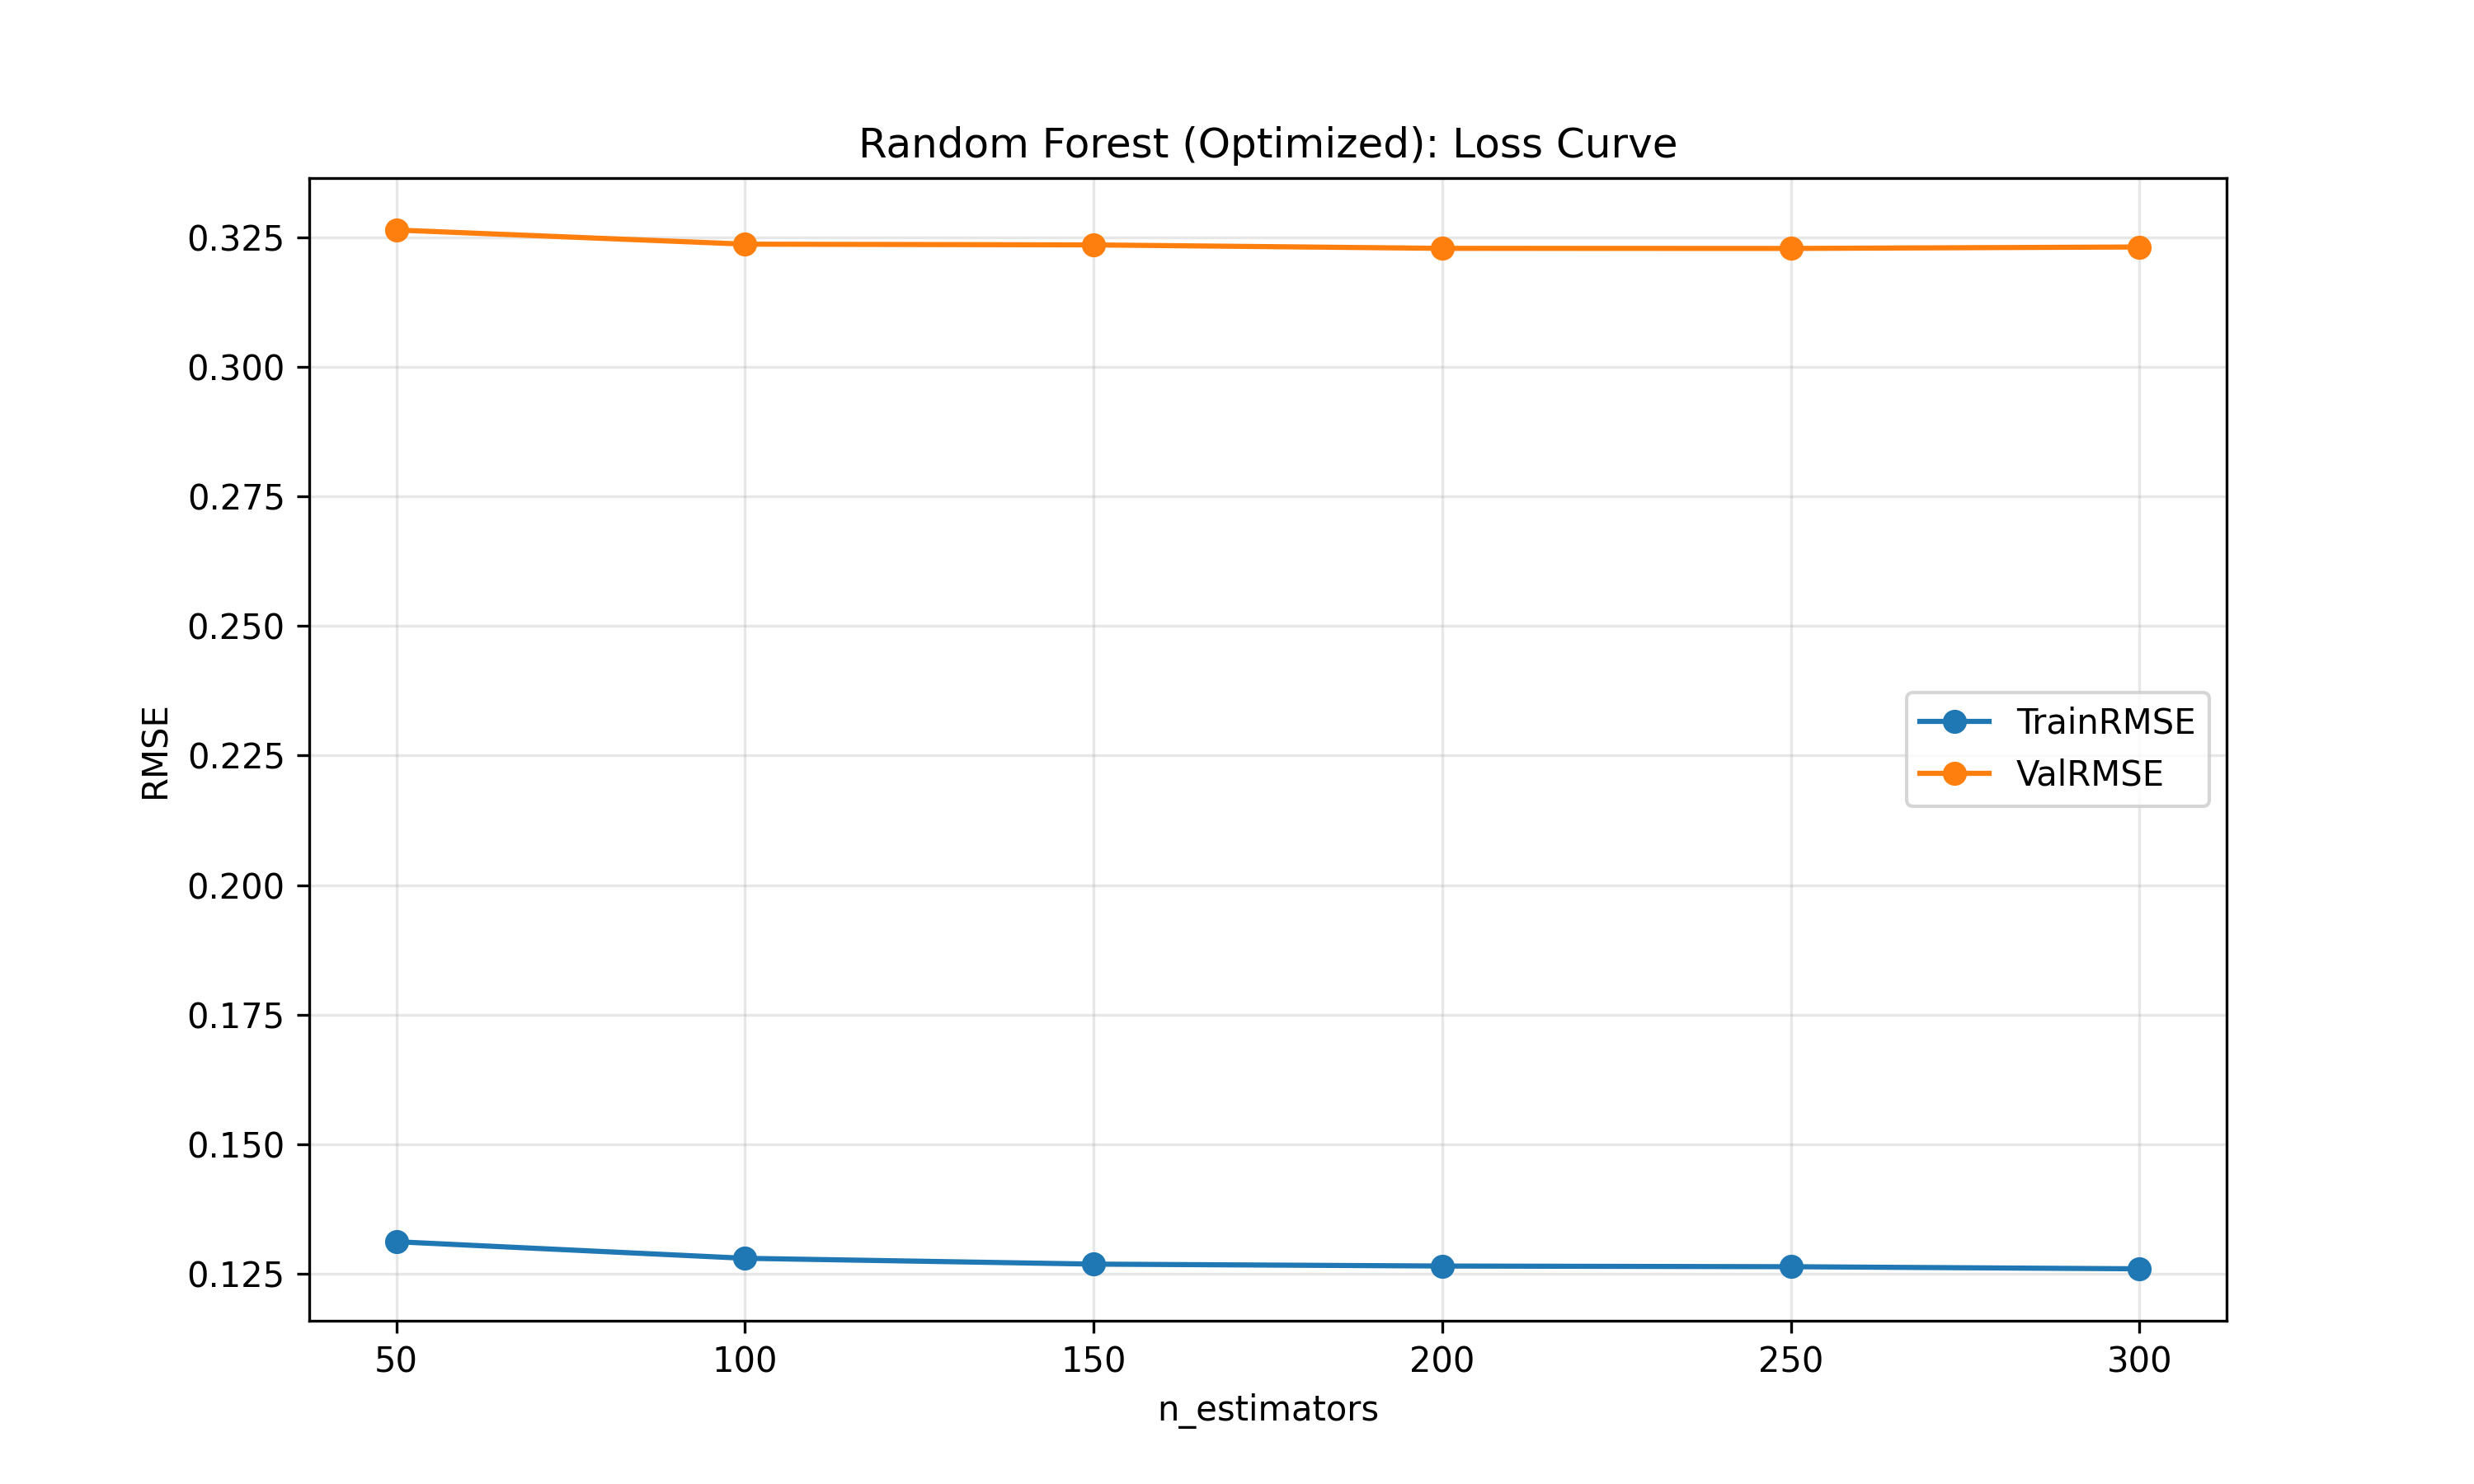 Random Forest (Optimized): Loss Curve
0.325
0.300
0.275
0.250
0.225
0.200
0.175
0.150
0.125
RMSE
TrainRMSE
ValRMSE
50 100 150 200 250 300
n_estimators